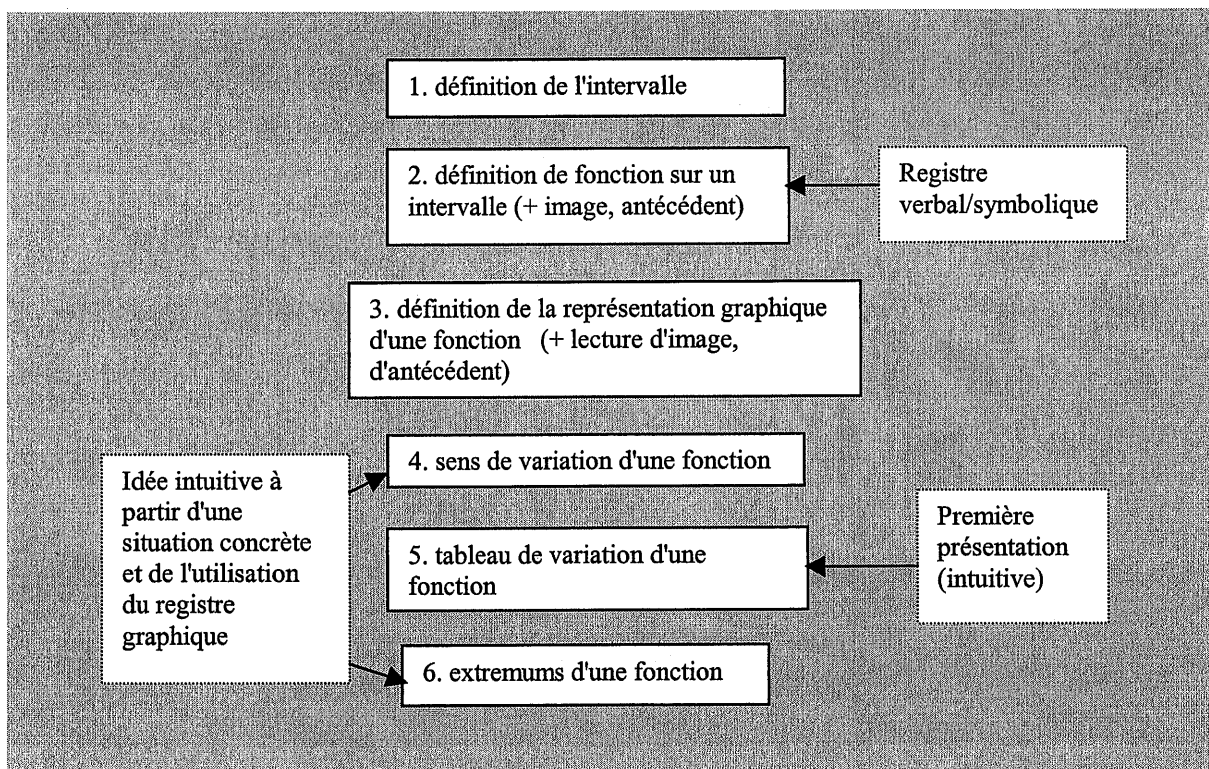 1. définition de l'intervalle
2. définition de fonction sur un
intervalle (+ image, antécédent)
Registre
verbal/symbolique
3. définition de la représentation graphique
d'une fonction (+ lecture d'image,
d'antécédent)
4. sens de variation d'une fonction
Idée intuitive à
partir d'une
situation concrète
et de l'utilisation
du registre
graphique
5. tableau de variation d'une
fonction
Première
présentation
(intuitive)
6. extremums d'une fonction